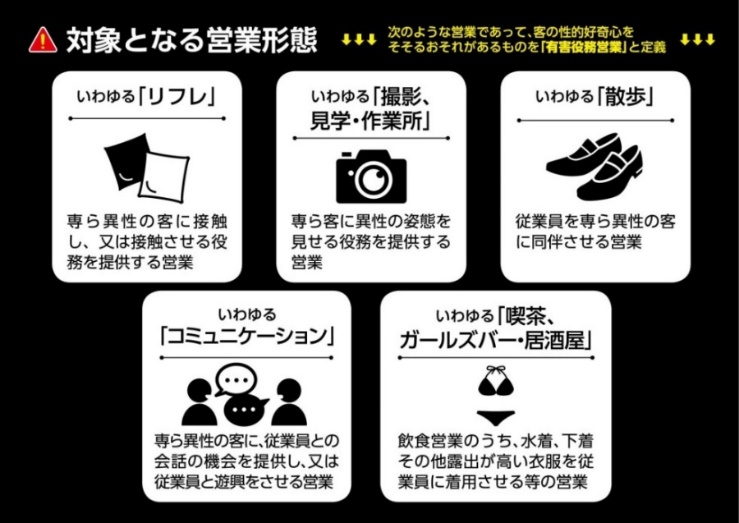 対象となる営業形態
次のような営業であって、客の性的好奇心を
そそるおそれがあるものを「有害役務営業」と定義
いわゆる「リフレ」
専ら異性の客に接触
し、又は接触させる役
務を提供する営業
いわゆる「撮影、
見学・作業所」
専ら客に異性の姿態を
見せる役務を提供する
営業
いわゆる「散歩」
従業員を専ら異性の客
に同伴させる営業
いわゆる
「コミュニケーション」
専ら異性の客に、従業員との
会話の機会を提供し、又は
従業員と遊興をさせる営業
いわゆる「喫茶、
ガールズバー・居酒屋」
飲食営業のうち、水着、下着
その他露出が高い衣服を従
業員に着用させる等の営業